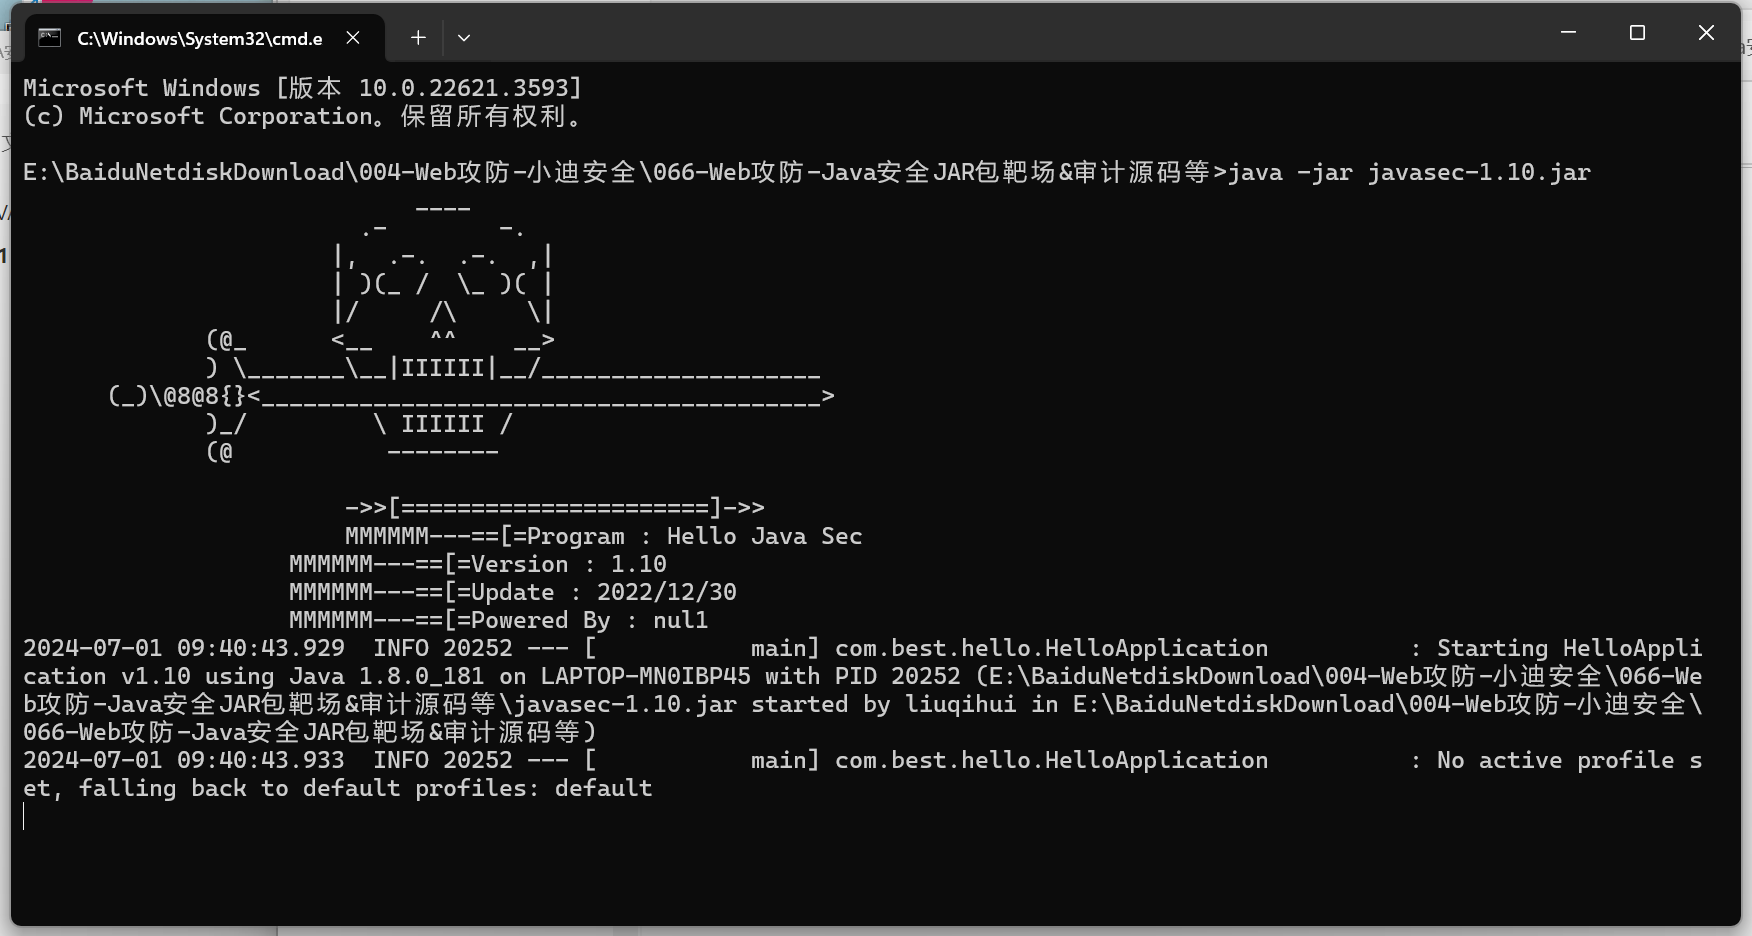 C:\Windows\System32\cmd.e
Microsoft Windows [版本 10.0.22621.3593]
(c) Microsoft Corporation。保留所有权利。
E:\BaiduNetdiskDownload\004-Web攻防-小迪安全\066-Web攻防-Java安全JAR包靶场&审计源码等>java -jar javasec-1.10.jar
                            ----
                        .-        -.
                      |,  .-.  .-.  ,|
                      | )(_ /  \_ )( |
                      |/     /\     \|
             (@_      <__    ^^    __>
             ) \_______\__|IIIIII|__/____________________
      (_)\@8@8{}<________________________________________>
             )_/         \ IIIIII /
             (@           --------
                       ->>[======================]->>
                       MMMMMM---==[=Program : Hello Java Sec
                   MMMMMM---==[=Version : 1.10
                   MMMMMM---==[=Update : 2022/12/30
                   MMMMMM---==[=Powered By : nul1
2024-07-01 09:40:43.929  INFO 20252 --- [           main] com.best.hello.HelloApplication          : Starting HelloAppli
cation v1.10 using Java 1.8.0_181 on LAPTOP-MN0IBP45 with PID 20252 (E:\BaiduNetdiskDownload\004-Web攻防-小迪安全\066-We
b攻防-Java安全JAR包靶场&审计源码等\javasec-1.10.jar started by liuqihui in E:\BaiduNetdiskDownload\004-Web攻防-小迪安全\
066-Web攻防-Java安全JAR包靶场&审计源码等)
2024-07-01 09:40:43.933  INFO 20252 --- [           main] com.best.hello.HelloApplication          : No active profile s
et, falling back to default profiles: default